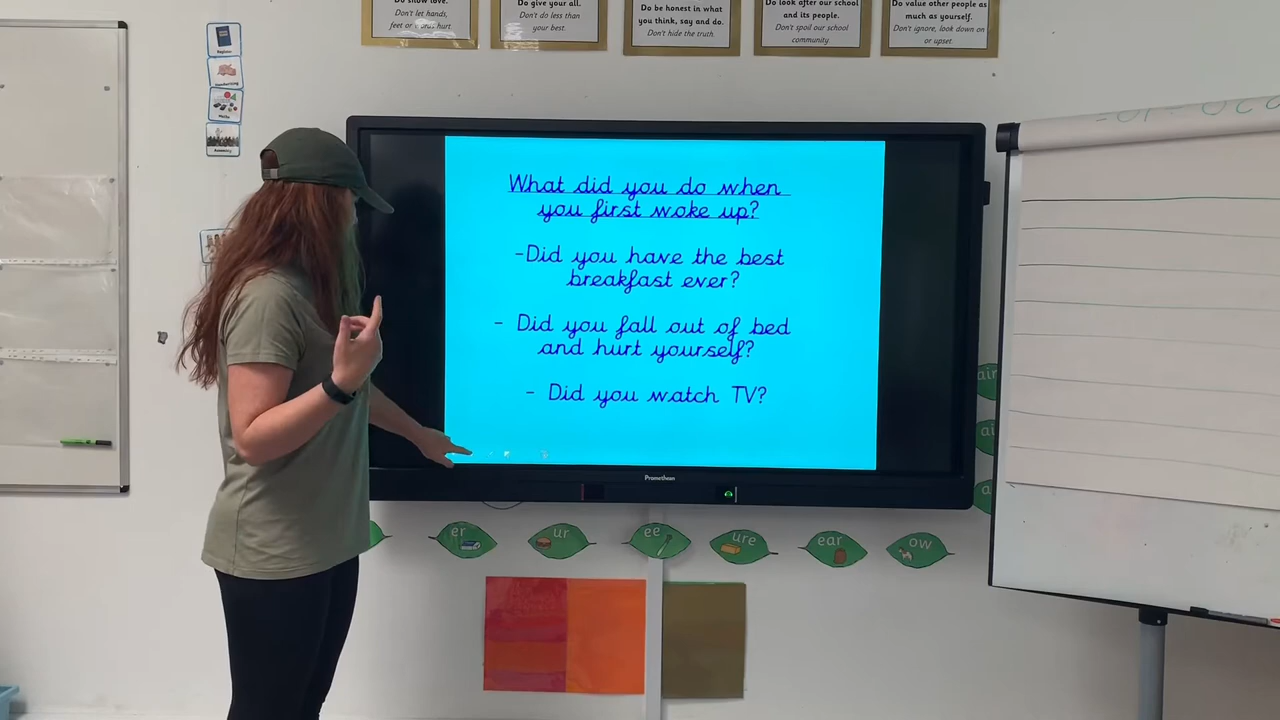 Do show love.
Don't let hands,
feet or words hurt.
Do give your all.
Don't do less than
your best.
Do be honest in what
you think, say and do.
Don't hide the truth.
Do look after our school
and its people.
Don't spoil our school
community.
Do value other people as
much as yourself.
Don't ignore, look down on
or upset.
Register
Handwriting
Maths
Assembly
What did you do when
you first woke up?
-Did you have the best
breakfast ever?
- Did you fall out of bed
and hurt yourself?
- Did you watch TV?
Promethean
air
ai
a
er
ur
ee
ure
ear
ow